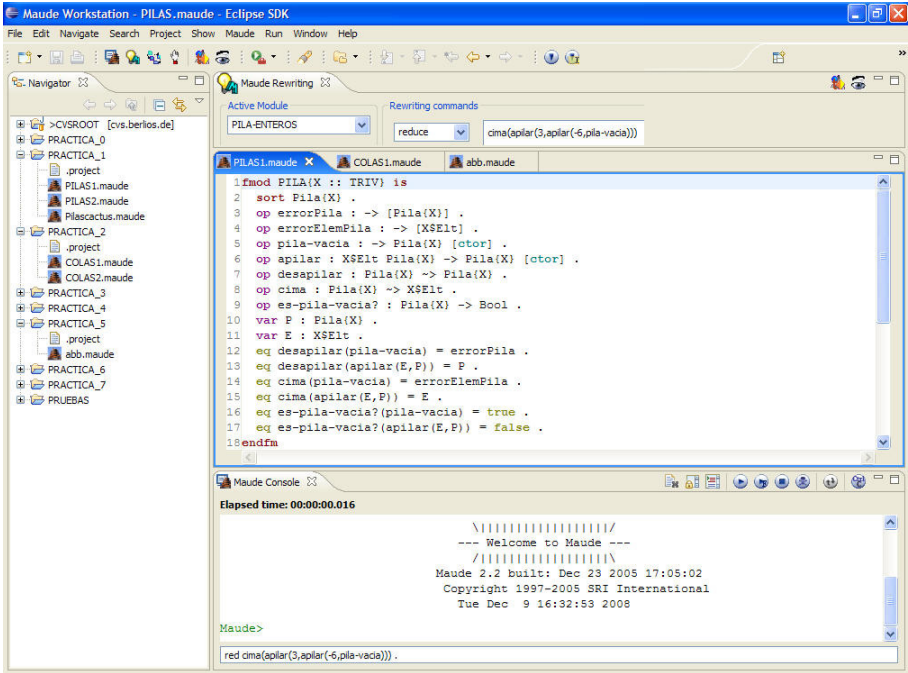 Maude Workstation - PILAS.maude - Eclipse SDK
File Edit Navigate Search Project Show Maude Run Window Help
»
Navigator
>CVSROOT [cvs.berlios.de]
PRACTICA_0
PRACTICA_1
.project
PILAS1.maude
PILAS2.maude
Pilascactus.maude
PRACTICA_2
.project
COLAS1.maude
COLAS2.maude
PRACTICA_3
PRACTICA_4
PRACTICA_5
.project
abb.maude
PRACTICA_6
PRACTICA_7
PRUEBAS
Maude Rewriting
Active Module
PILA-ENTEROS
Rewriting commands
reduce
cima(apilar(3,apilar(-6,pila-vacia)))
PILAS1.maude COLAS1.maude abb.maude
1 fmod PILA{X :: TRIV} is
2 sort Pila{X} .
3 op errorPila : -> [Pila{X}] .
4 op errorElemPila : -> [X$Elt] .
5 op pila-vacia : -> Pila{X} [ctor] .
6 op apilar : X$Elt Pila{X} -> Pila{X} [ctor] .
7 op desapilar : Pila{X} ~> Pila{X} .
8 op cima : Pila{X} ~> X$Elt .
9 op es-pila-vacia? : Pila{X} -> Bool .
10 var P : Pila{X} .
11 var E : X$Elt .
12 eq desapilar(pila-vacia) = errorPila .
13 eq desapilar(apilar(E,P)) = P .
14 eq cima(pila-vacia) = errorElemPila .
15 eq cima(apilar(E,P)) = E .
16 eq es-pila-vacia?(pila-vacia) = true .
17 eq es-pila-vacia?(apilar(E,P)) = false .
18 endfm
Maude Console
Elapsed time: 00:00:00.016
\||||||||||||||||||/
--- Welcome to Maude ---
/||||||||||||||||||\
Maude 2.2 built: Dec 23 2005 17:05:02
Copyright 1997-2005 SRI International
Tue Dec 9 16:32:53 2008
Maude>
red cima(apilar(3,apilar(-6,pila-vacia))) .